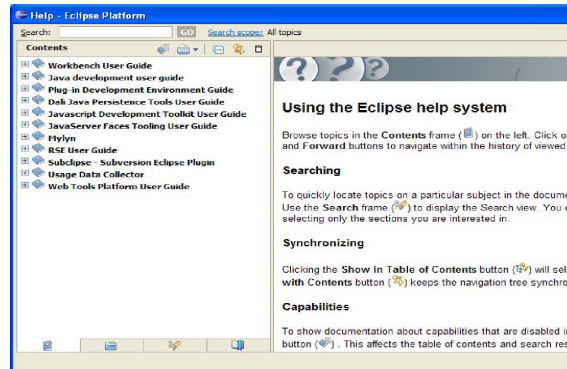 Help - Eclipse Platform
Search: GO Search scope: All topics
Contents
Workbench User Guide
Java development user guide
Plug-in Development Environment Guide
Dali Java Persistence Tools User Guide
Javascript Development Toolkit User Guide
JavaServer Faces Tooling User Guide
Mylyn
RSE User Guide
Subclipse - Subversion Eclipse Plugin
Usage Data Collector
Web Tools Platform User Guide
Using the Eclipse help system
Browse topics in the Contents frame ( ) on the left. Click o
and Forward buttons to navigate within the history of viewed
Searching
To quickly locate topics on a particular subject in the docume
Use the Search frame ( ) to display the Search view. You
selecting only the sections you are interested in.
Synchronizing
Clicking the Show in Table of Contents button ( ) will sel
with Contents button ( ) keeps the navigation tree synchro
Capabilities
To show documentation about capabilities that are disabled i
button ( ) . This affects the table of contents and search res